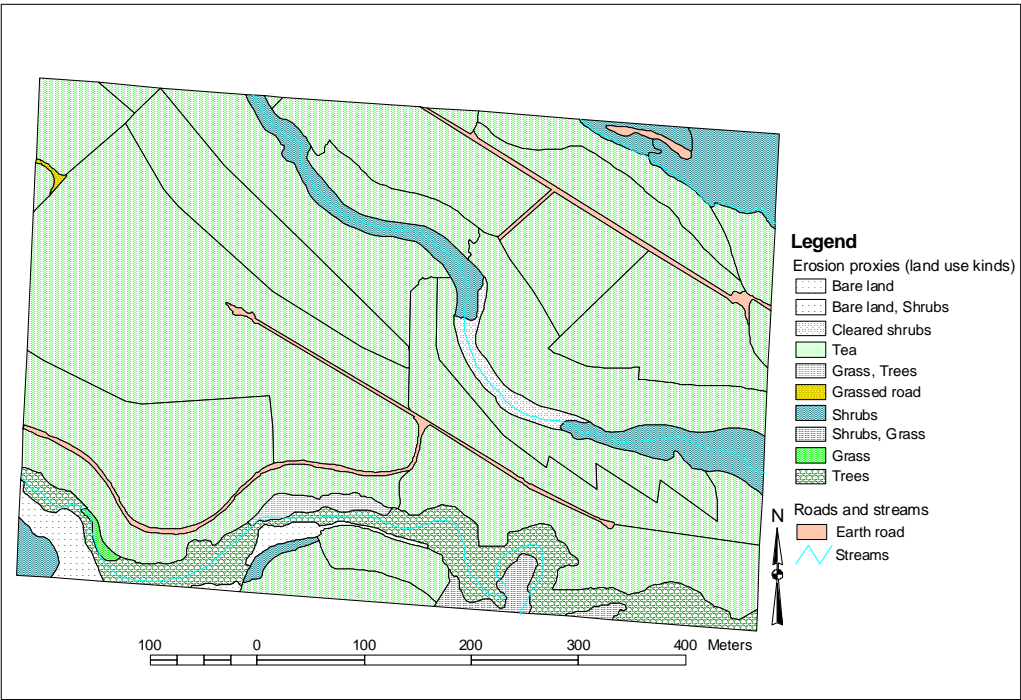 Legend
Erosion proxies (land use kinds)
Bare land
Bare land, Shrubs
Cleared shrubs
Tea
Grass, Trees
Grassed road
Shrubs
Shrubs, Grass
Grass
Trees
Roads and streams
Earth road
Streams
N
100 0 100 200 300 400 Meters